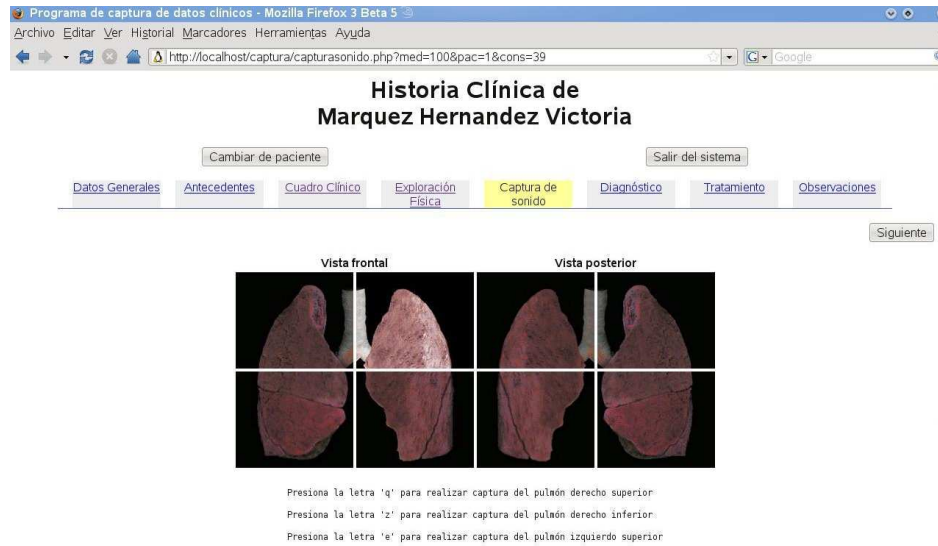 Programa de captura de datos clínicos - Mozilla Firefox 3 Beta 5
Archivo Editar Ver Historial Marcadores Herramientas Ayuda
http://localhost/captura/capturasonido.php?med=100&pac=1&cons=39
G Google
Historia Clínica de
Marquez Hernandez Victoria
Cambiar de paciente Salir del sistema
Datos Generales Antecedentes Cuadro Clínico Exploración Física Captura de sonido Diagnóstico Tratamiento Observaciones
Siguiente
Vista frontal Vista posterior
Presiona la letra 'q' para realizar captura del pulmón derecho superior
Presiona la letra 'z' para realizar captura del pulmón derecho inferior
Presiona la letra 'e' para realizar captura del pulmón izquierdo superior